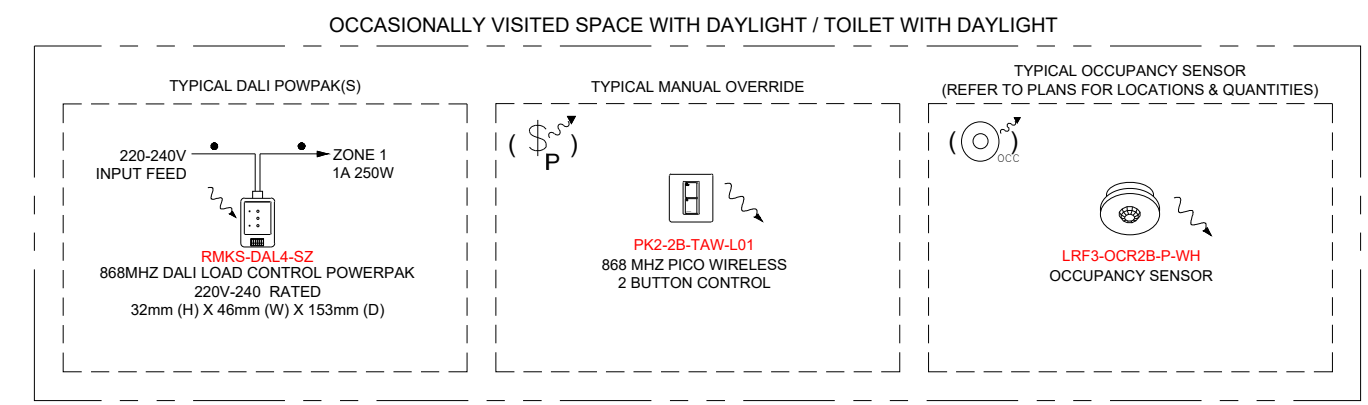 OCCASIONALLY VISITED SPACE WITH DAYLIGHT / TOILET WITH DAYLIGHT
TYPICAL DALI POWPAK(S)
220-240V
INPUT FEED
ZONE 1
1A 250W
RMKS-DAL4-SZ
868MHZ DALI LOAD CONTROL POWERPAK
220V-240 RATED
32mm (H) X 46mm (W) X 153mm (D)
TYPICAL MANUAL OVERRIDE
( $ )
P
PK2-2B-TAW-L01
868 MHZ PICO WIRELESS
2 BUTTON CONTROL
TYPICAL OCCUPANCY SENSOR
(REFER TO PLANS FOR LOCATIONS & QUANTITIES)
( )
OCC
LRF3-OCR2B-P-WH
OCCUPANCY SENSOR